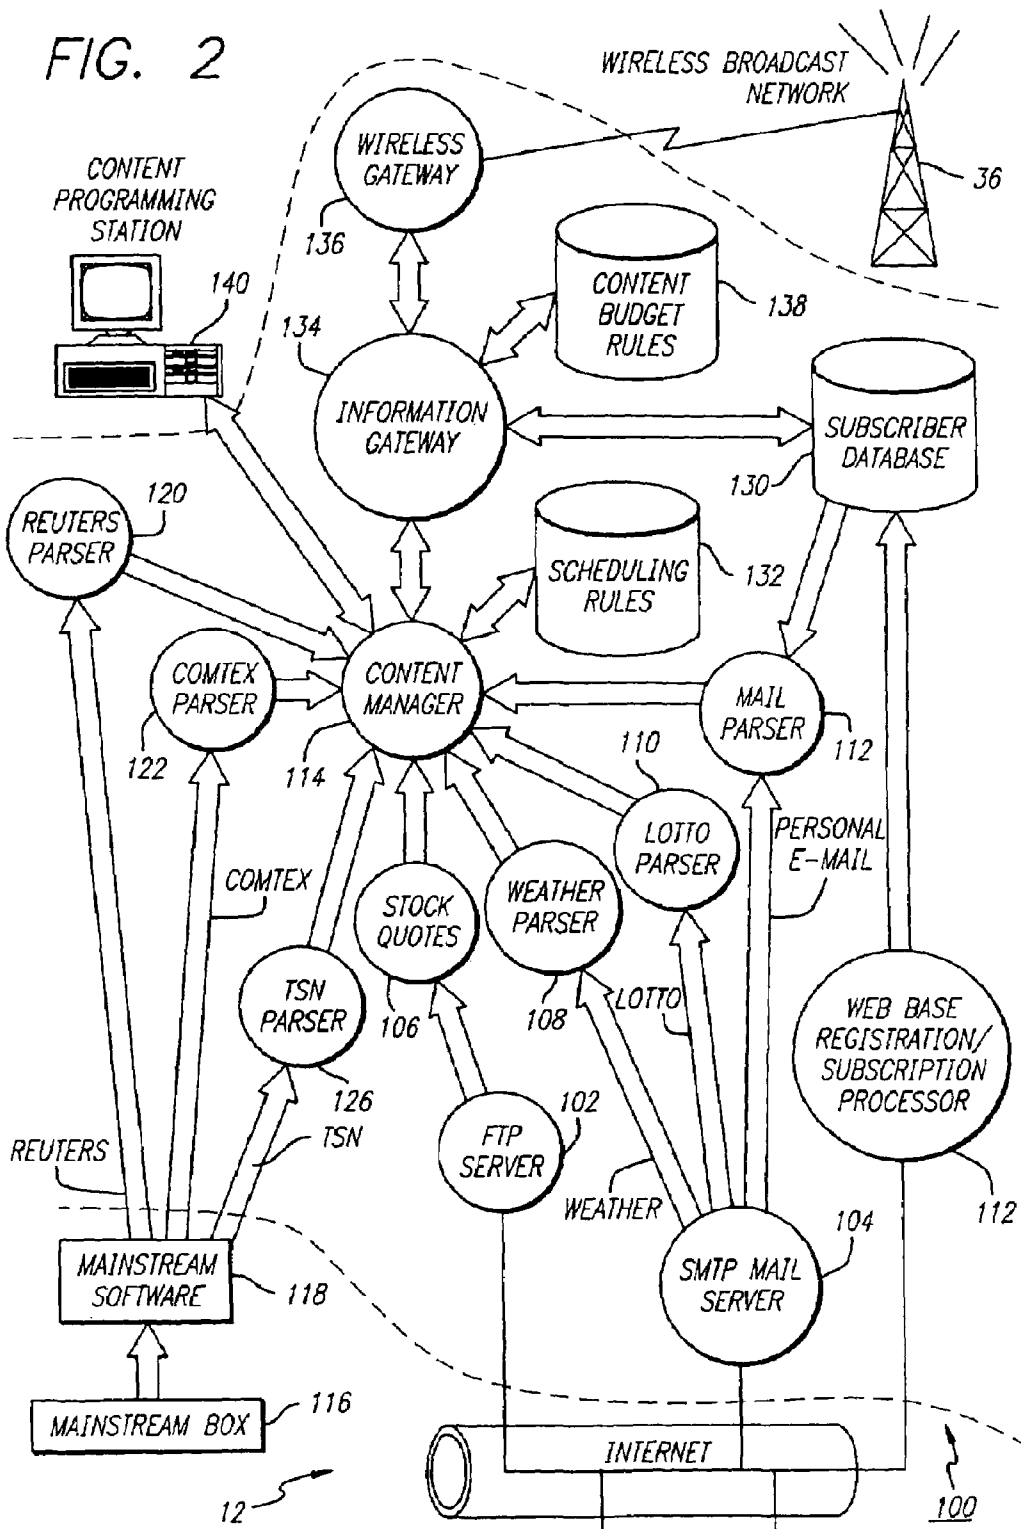 FIG. 2
WIRELESS BROADCAST
NETWORK
36
WIRELESS
GATEWAY
136
CONTENT
PROGRAMMING
STATION
140
CONTENT
BUDGET
RULES
138
134
INFORMATION
GATEWAY
SUBSCRIBER
DATABASE
130
120
REUTERS
PARSER
SCHEDULING
RULES
132
COMTEX
PARSER
122
CONTENT
MANAGER
114
MAIL
PARSER
112
110
LOTTO
PARSER
PERSONAL
E-MAIL
COMTEX
STOCK
QUOTES
106
WEATHER
PARSER
108
LOTTO
TSN
PARSER
126
WEB BASE
REGISTRATION/
SUBSCRIPTION
PROCESSOR
112
102
FTP
SERVER
TSN
REUTERS
WEATHER
104
SMTP MAIL
SERVER
MAINSTREAM
SOFTWARE
118
MAINSTREAM BOX
116
INTERNET
12
100